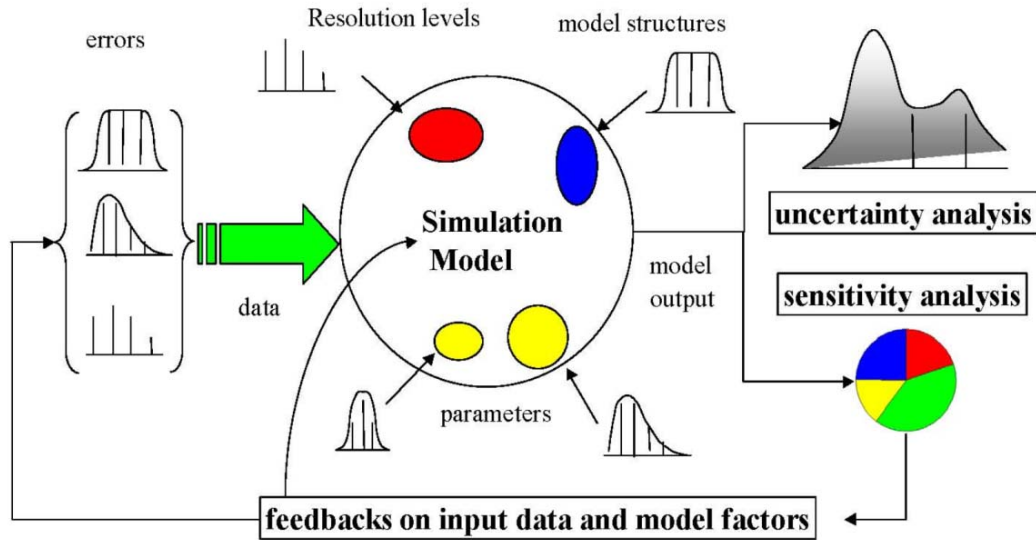 errors
Resolution levels
model structures
Simulation
Model
uncertainty analysis
data
model
output
sensitivity analysis
parameters
feedbacks on input data and model factors